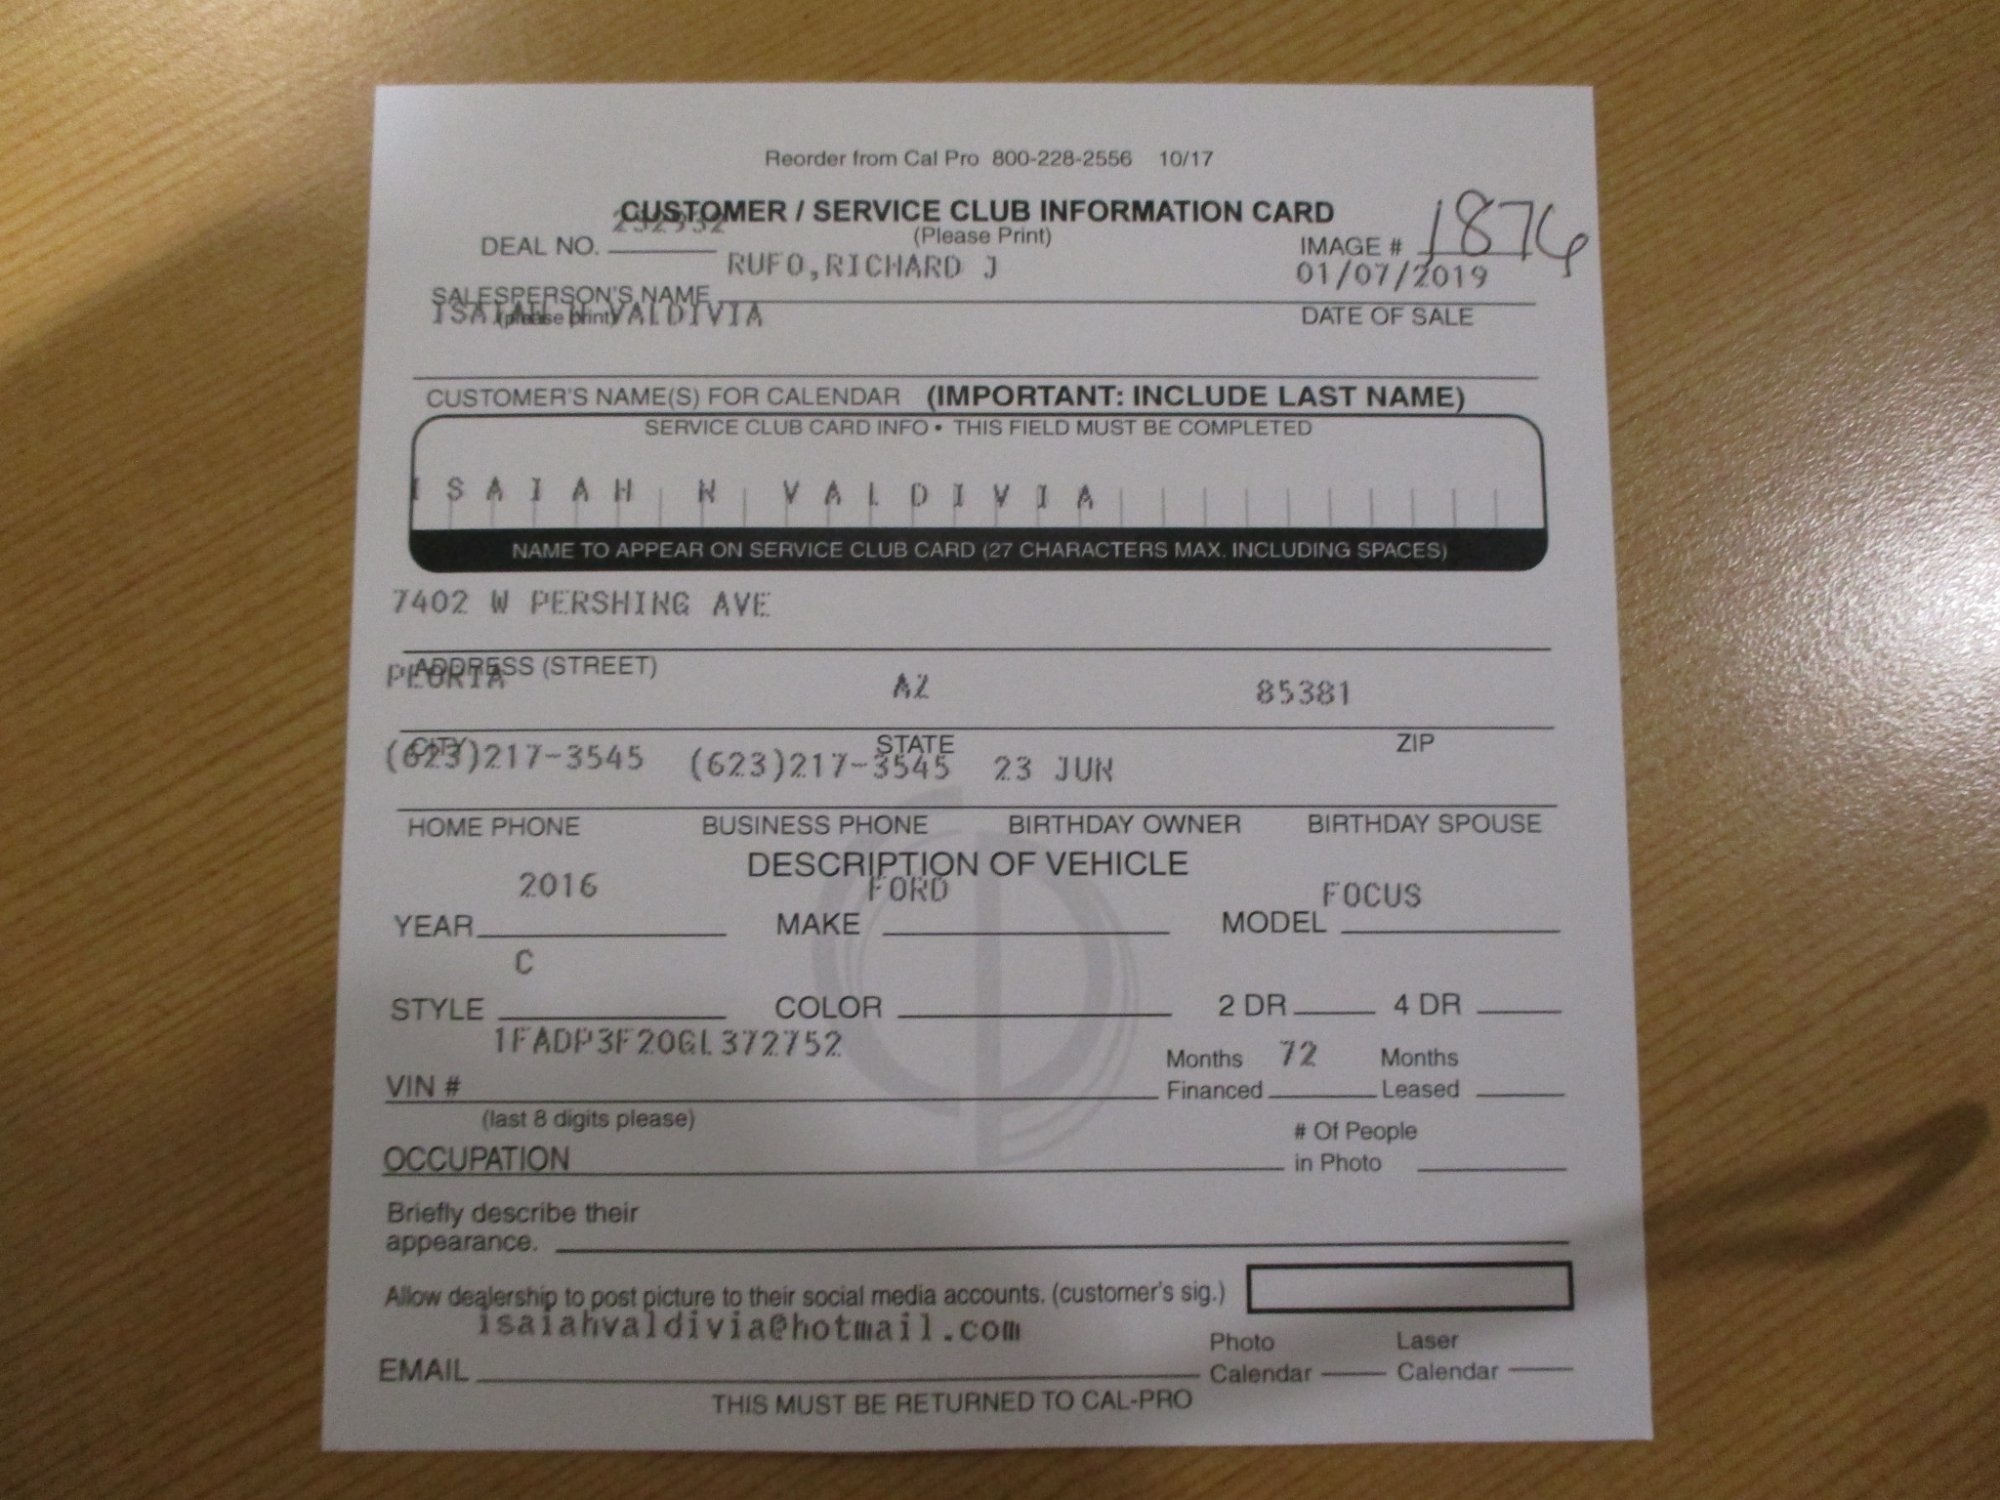 Reorder from Cal Pro 800-228-2556 10/17
CUSTOMER / SERVICE CLUB INFORMATION CARD
(Please Print)
DEAL NO. 232932
IMAGE # 1876
RUFO,RICHARD J
01/07/2019
SALESPERSON'S NAME
(please print)
DATE OF SALE
ISAIAH N VALDIVIA
CUSTOMER'S NAME(S) FOR CALENDAR (IMPORTANT: INCLUDE LAST NAME)
SERVICE CLUB CARD INFO • THIS FIELD MUST BE COMPLETED
ISAIAH N VALDIVIA
NAME TO APPEAR ON SERVICE CLUB CARD (27 CHARACTERS MAX. INCLUDING SPACES)
7402 W PERSHING AVE
ADDRESS (STREET)
PEORIA AZ 85381
CITY STATE ZIP
(623)217-3545 (623)217-3545 23 JUN
HOME PHONE BUSINESS PHONE BIRTHDAY OWNER BIRTHDAY SPOUSE
DESCRIPTION OF VEHICLE
2016 FORD FOCUS
YEAR MAKE MODEL
C
STYLE COLOR 2 DR 4 DR
1FADP3F20GL372752
Months 72 Months
VIN # Financed Leased
(last 8 digits please)
# Of People
OCCUPATION in Photo
Briefly describe their
appearance.
Allow dealership to post picture to their social media accounts. (customer's sig.)
isaiahvaldivia@hotmail.com
Photo Laser
EMAIL Calendar Calendar
THIS MUST BE RETURNED TO CAL-PRO